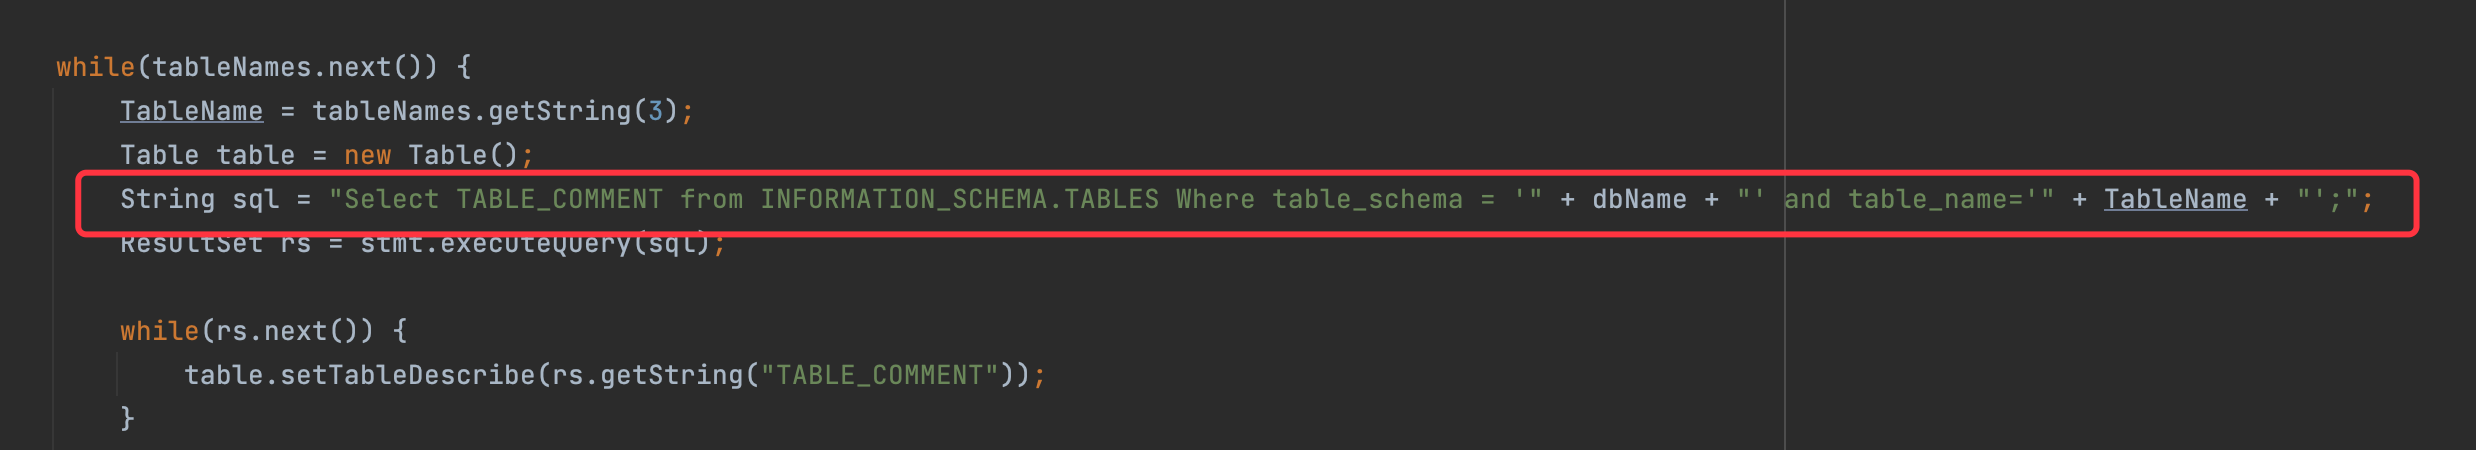 while(tableNames.next()) {
TableName = tableNames.getString(3);
Table table = new Table();
String sql = "Select TABLE_COMMENT from INFORMATION_SCHEMA.TABLES Where table_schema = '" + dbName + "' and table_name='" + TableName + "';";
ResultSet rs = stmt.executeQuery(sql);
while(rs.next()) {
table.setTableDescribe(rs.getString("TABLE_COMMENT"));
}